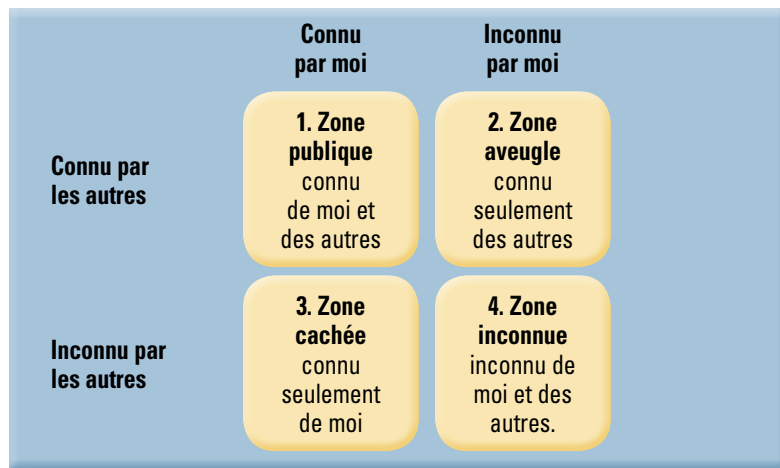 Connu
par moi
Inconnu
par moi
Connu par
les autres
1. Zone
publique
connu
de moi et
des autres
2. Zone
aveugle
connu
seulement
des autres
Inconnu par
les autres
3. Zone
cachée
connu
seulement
de moi
4. Zone
inconnue
inconnu de
moi et des
autres.